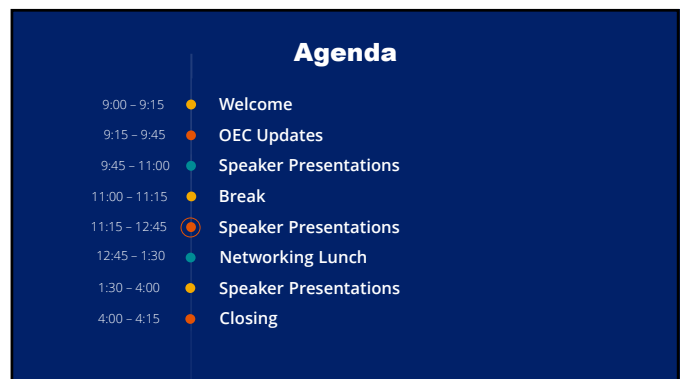 Agenda
9:00 – 9:15 Welcome
9:15 – 9:45 OEC Updates
9:45 – 11:00 Speaker Presentations
11:00 – 11:15 Break
11:15 – 12:45 Speaker Presentations
12:45 – 1:30 Networking Lunch
1:30 – 4:00 Speaker Presentations
4:00 – 4:15 Closing